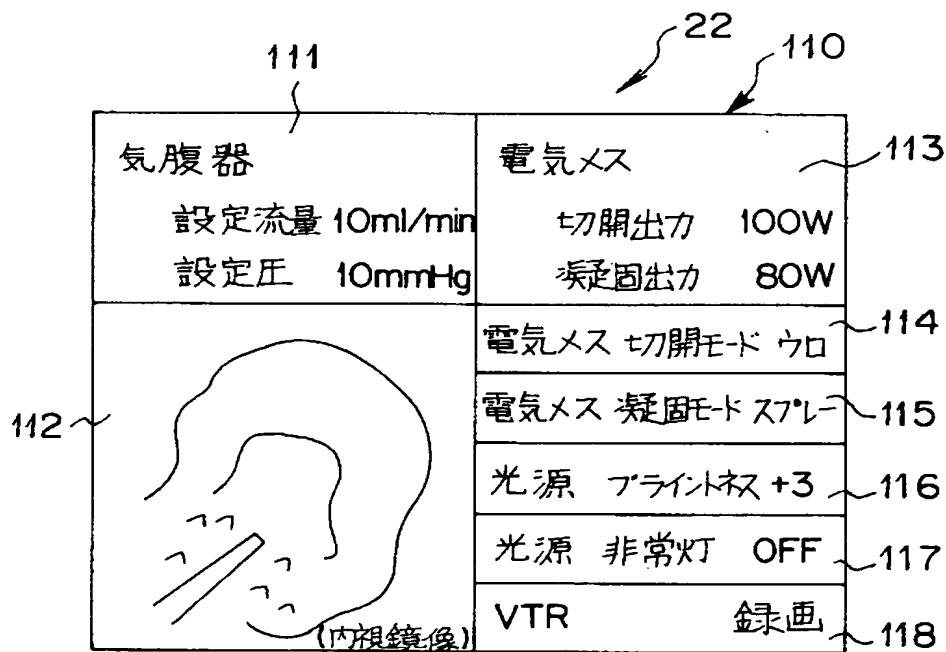 22
110
111
気腹器
設定流量 10ml/min
設定圧 10mmHg
電気メス
切開出力 100W
凝固出力 80W
113
電気メス 切開モード ウロ
114
電気メス 凝固モード スプレー
115
112
光源 ブライントネス +3
116
光源 非常灯 OFF
117
VTR 録画
118
(内視鏡像)